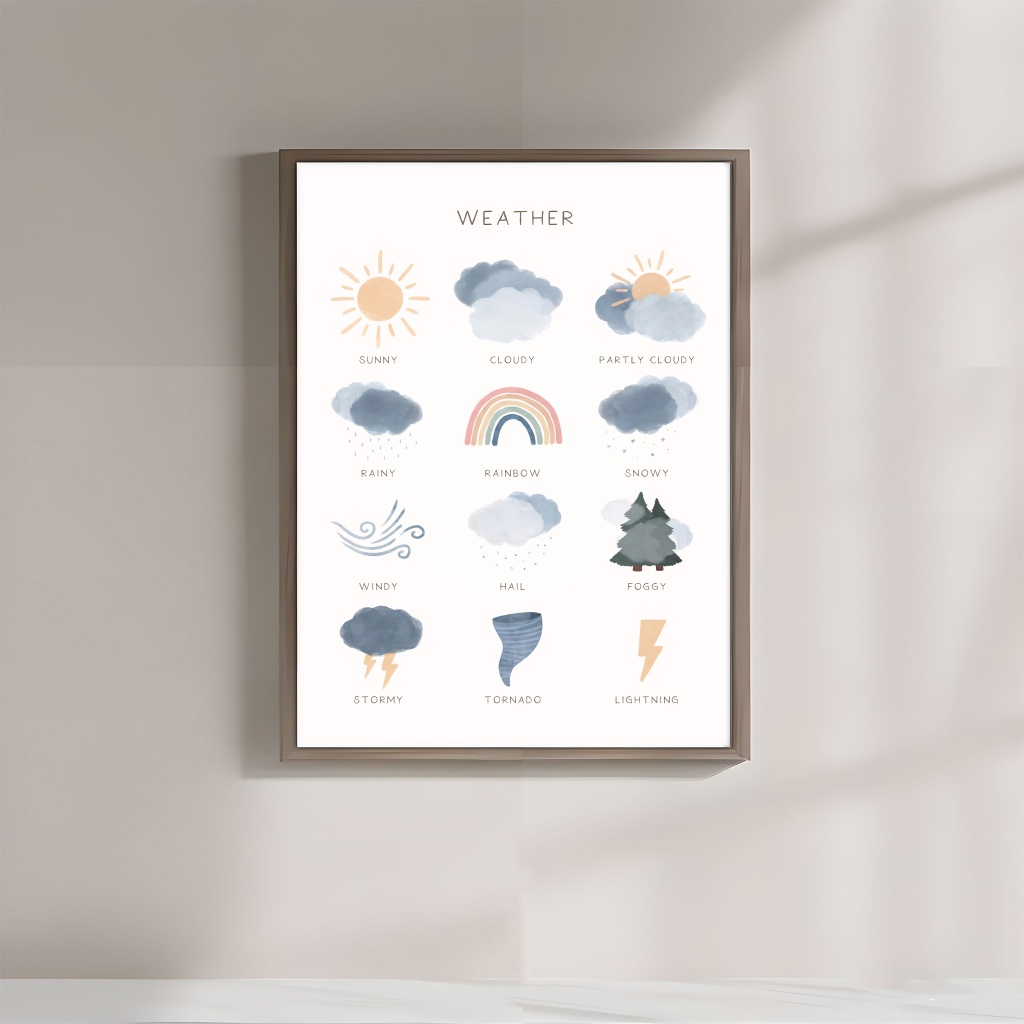 WEATHER
SUNNY CLOUDY PARTLY CLOUDY
RAINY RAINBOW SNOWY
WINDY HAIL FOGGY
STORMY TORNADO LIGHTNING